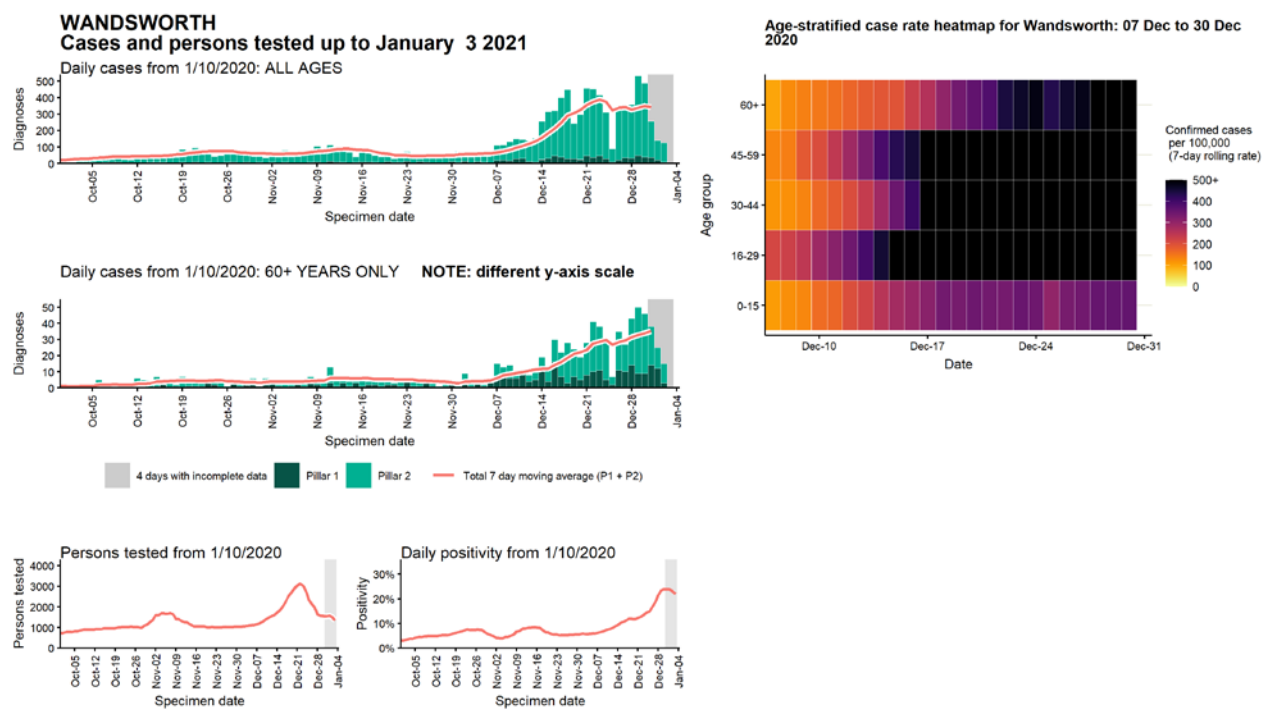 WANDSWORTH
Cases and persons tested up to January  3 2021
Daily cases from 1/10/2020: ALL AGES
Diagnoses
500
400
300
200
100
0
Oct-05
Oct-12
Oct-19
Oct-26
Nov-02
Nov-09
Nov-16
Nov-23
Nov-30
Dec-07
Dec-14
Dec-21
Dec-28
Jan-04
Specimen date
Daily cases from 1/10/2020: 60+ YEARS ONLY NOTE: different y-axis scale
Diagnoses
50
40
30
20
10
0
Oct-05
Oct-12
Oct-19
Oct-26
Nov-02
Nov-09
Nov-16
Nov-23
Nov-30
Dec-07
Dec-14
Dec-21
Dec-28
Jan-04
Specimen date
4 days with incomplete data Pillar 1 Pillar 2 Total 7 day moving average (P1 + P2)
Persons tested from 1/10/2020
Persons tested
4000
3000
2000
1000
0
Oct-05
Oct-12
Oct-19
Oct-26
Nov-02
Nov-09
Nov-16
Nov-23
Nov-30
Dec-07
Dec-14
Dec-21
Dec-28
Jan-04
Specimen date
Daily positivity from 1/10/2020
Positivity
30%
20%
10%
0%
Oct-05
Oct-12
Oct-19
Oct-26
Nov-02
Nov-09
Nov-16
Nov-23
Nov-30
Dec-07
Dec-14
Dec-21
Dec-28
Jan-04
Specimen date
Age-stratified case rate heatmap for Wandsworth: 07 Dec to 30 Dec
2020
Age group
60+
45-59
30-44
16-29
0-15
Dec-10
Dec-17
Dec-24
Dec-31
Date
Confirmed cases
per 100,000
(7-day rolling rate)
500+
400
300
200
100
0